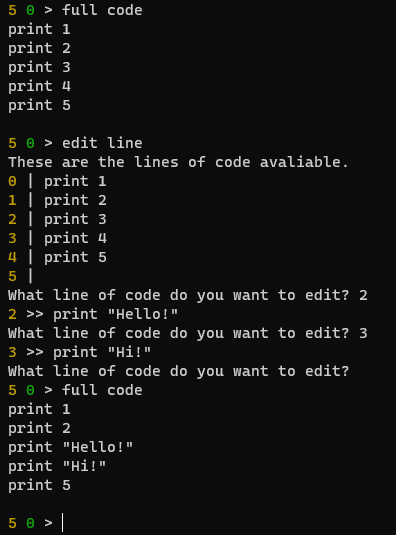 5 0 > full code
print 1
print 2
print 3
print 4
print 5
5 0 > edit line
These are the lines of code avaliable.
0 | print 1
1 | print 2
2 | print 3
3 | print 4
4 | print 5
5 |
What line of code do you want to edit? 2
2 >> print "Hello!"
What line of code do you want to edit? 3
3 >> print "Hi!"
What line of code do you want to edit?
5 0 > full code
print 1
print 2
print "Hello!"
print "Hi!"
print 5
5 0 >